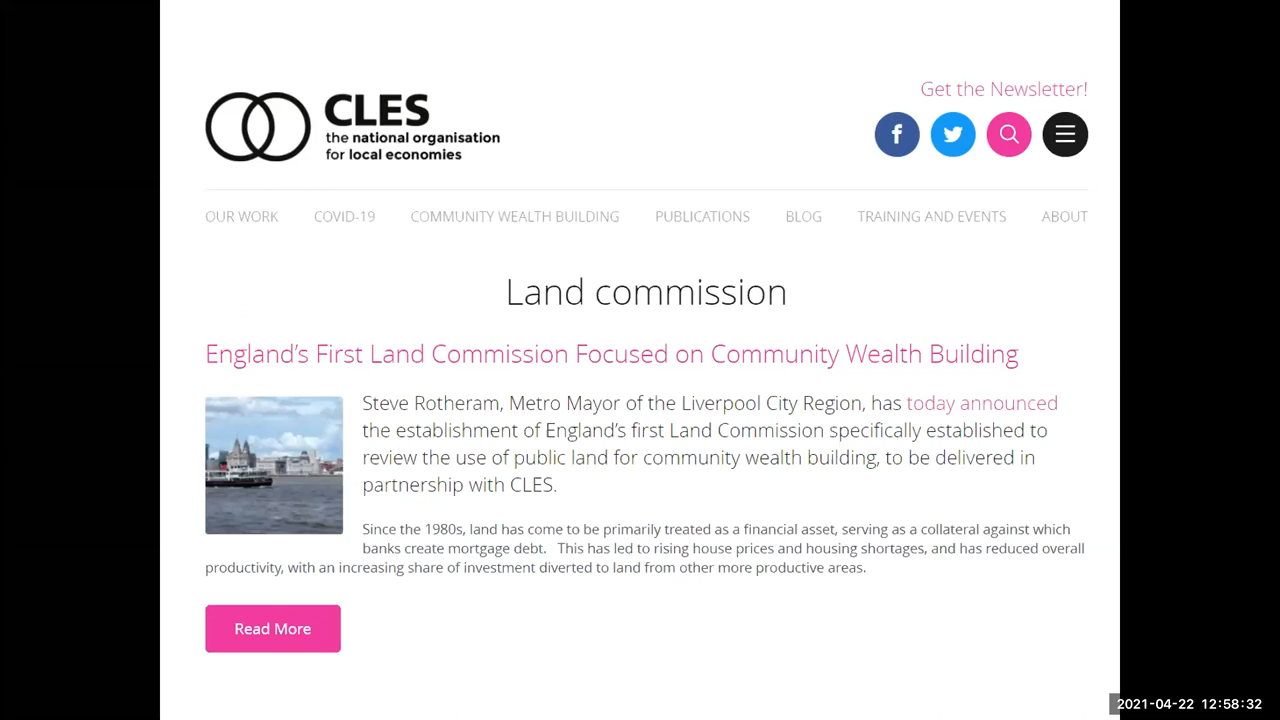 Get the Newsletter!
CLES
the national organisation
for local economies
OUR WORK COVID-19 COMMUNITY WEALTH BUILDING PUBLICATIONS BLOG TRAINING AND EVENTS ABOUT
Land commission
England’s First Land Commission Focused on Community Wealth Building
Steve Rotheram, Metro Mayor of the Liverpool City Region, has today announced
the establishment of England’s first Land Commission specifically established to
review the use of public land for community wealth building, to be delivered in
partnership with CLES.
Since the 1980s, land has come to be primarily treated as a financial asset, serving as a collateral against which
banks create mortgage debt. This has led to rising house prices and housing shortages, and has reduced overall
productivity, with an increasing share of investment diverted to land from other more productive areas.
Read More
2021-04-22 12:58:32